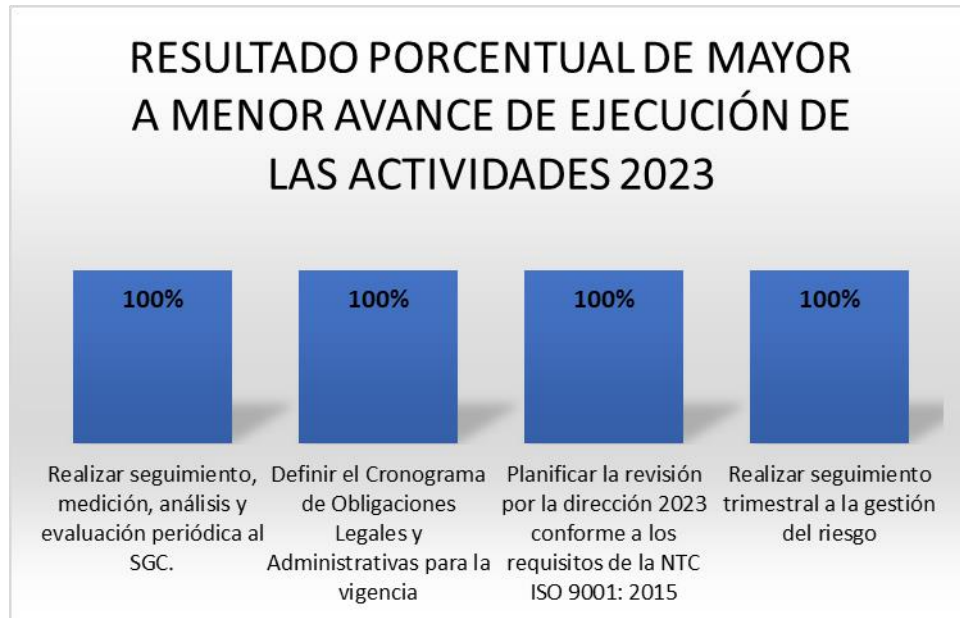 RESULTADO PORCENTUAL DE MAYOR
A MENOR AVANCE DE EJECUCIÓN DE
LAS ACTIVIDADES 2023
100%
100%
100%
100%
Realizar seguimiento,
medición, análisis y
evaluación periódica al
SGC.
Definir el Cronograma
de Obligaciones
Legales y
Administrativas para la
vigencia
Planificar la revisión
por la dirección 2023
conforme a los
requisitos de la NTC
ISO 9001: 2015
Realizar seguimiento
trimestral a la gestión
del riesgo